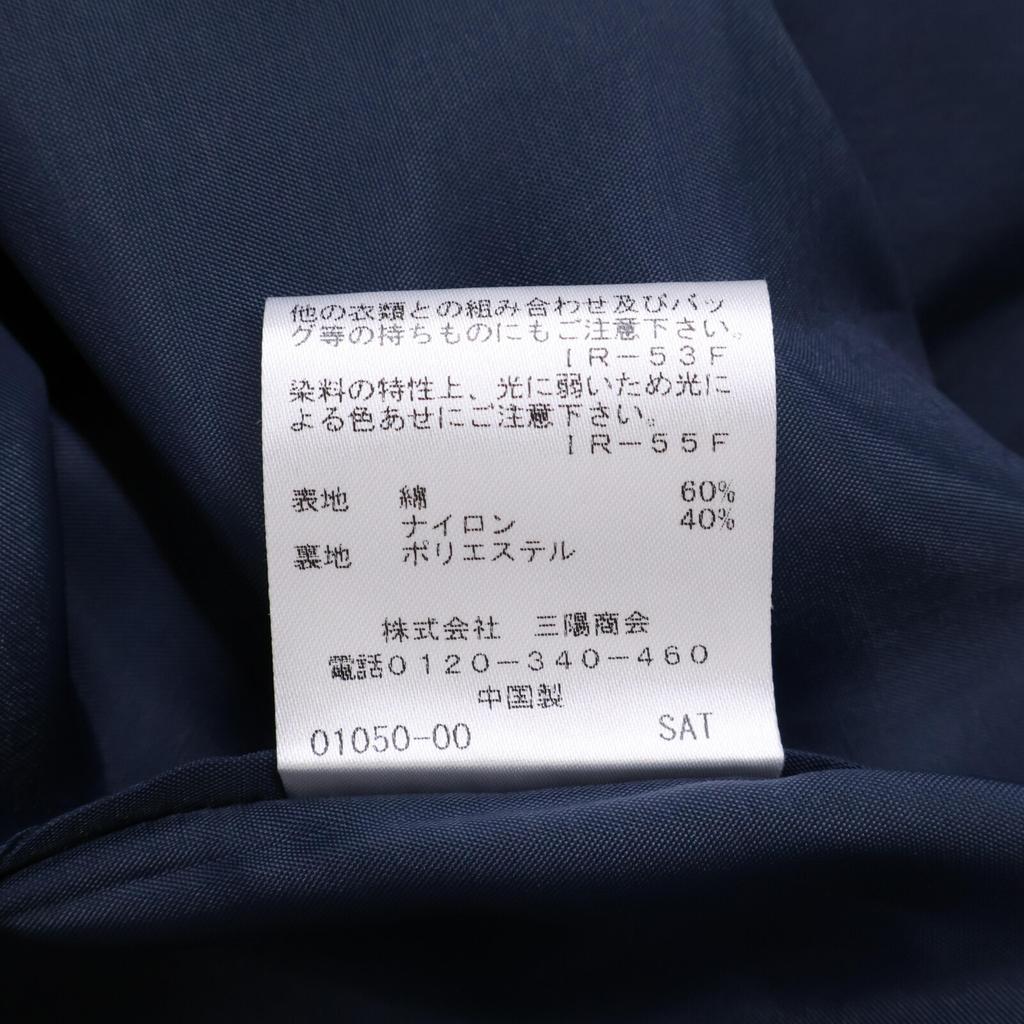 他の衣類との組み合わせ及びバッ
グ等の持ちものにもご注意下さい。
IR-53F
染料の特性上、光に弱いため光に
よる色あせにご注意下さい。
IR-55F
表地 綿 60%
ナイロン 40%
裏地 ポリエステル
株式会社 三陽商会
電話0120-340-460
中国製
01050-00 SAT